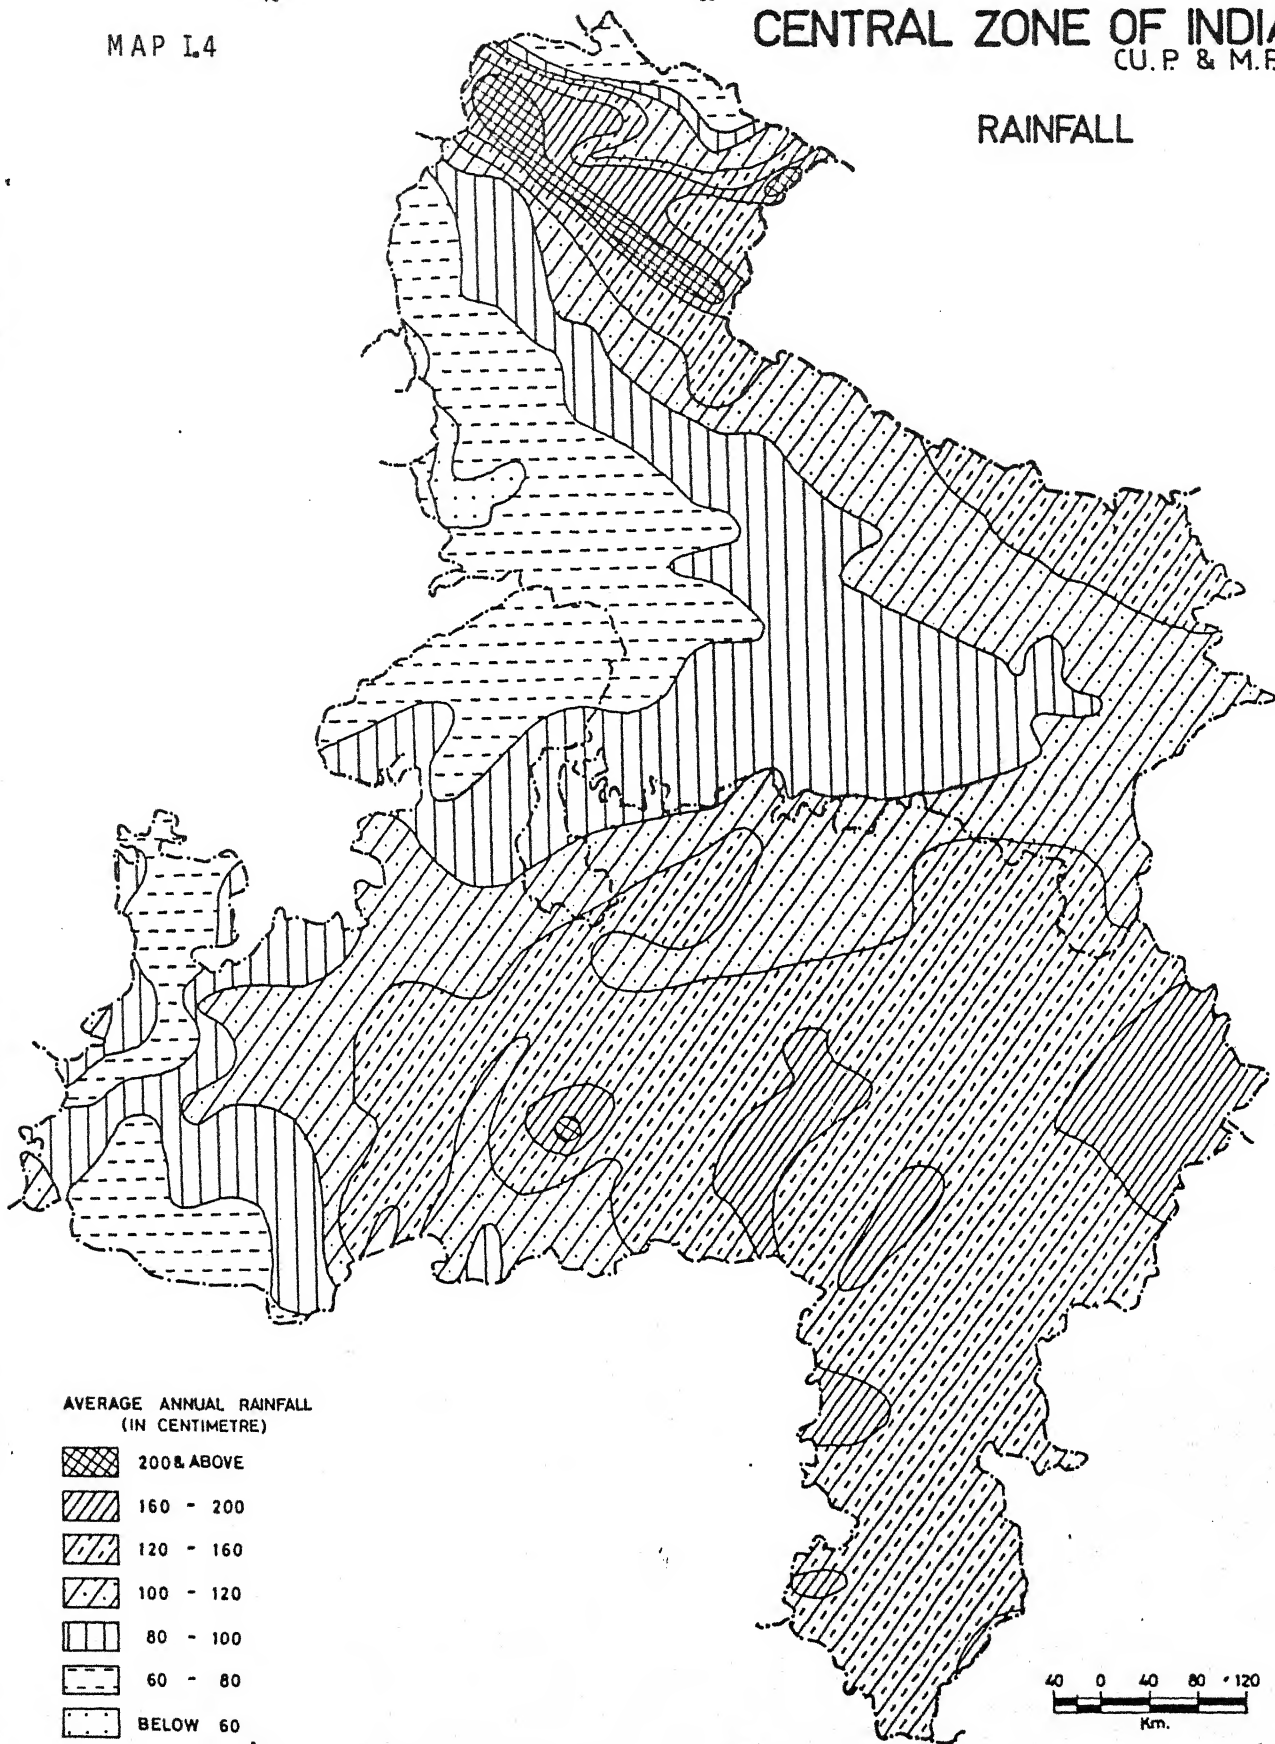 MAP I.4
CENTRAL ZONE OF INDIA
(U.P. & M.P.
RAINFALL
AVERAGE ANNUAL RAINFALL
(IN CENTIMETRE)
200 & ABOVE
160 - 200
120 - 160
100 - 120
80 - 100
60 - 80
BELOW 60
40 0 40 80 120
Km.